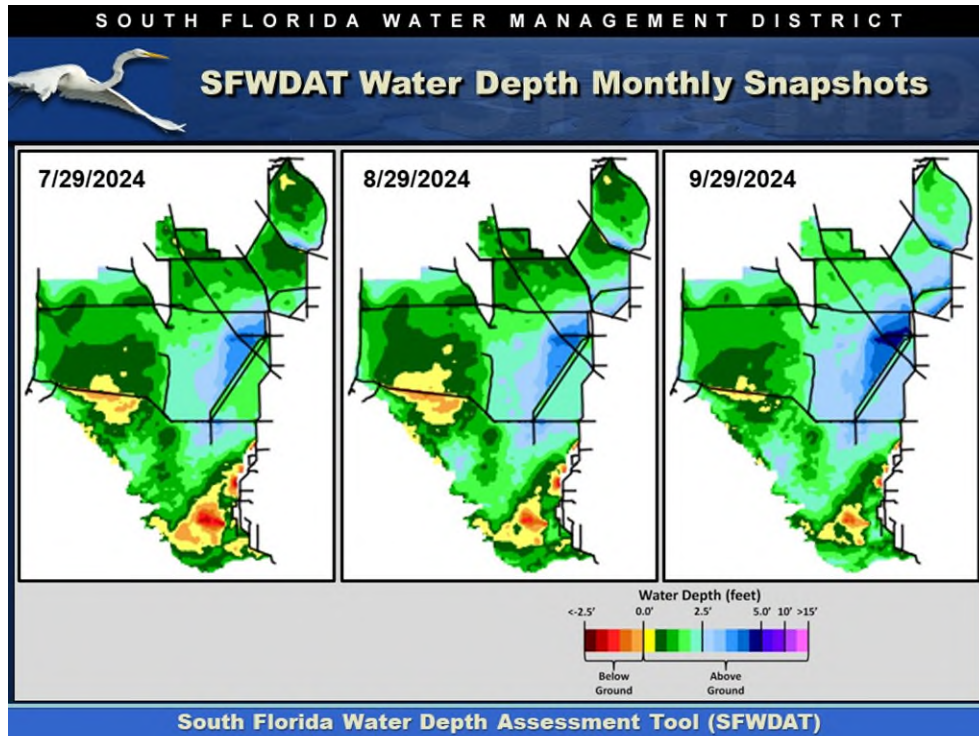 SOUTH FLORIDA WATER MANAGEMENT DISTRICT
SFWDAT Water Depth Monthly Snapshots
7/29/2024
8/29/2024
9/29/2024
Water Depth (feet)
<-2.5' 0.0' 2.5' 5.0' 10' >15'
Below Ground
Above Ground
South Florida Water Depth Assessment Tool (SFWDAT)